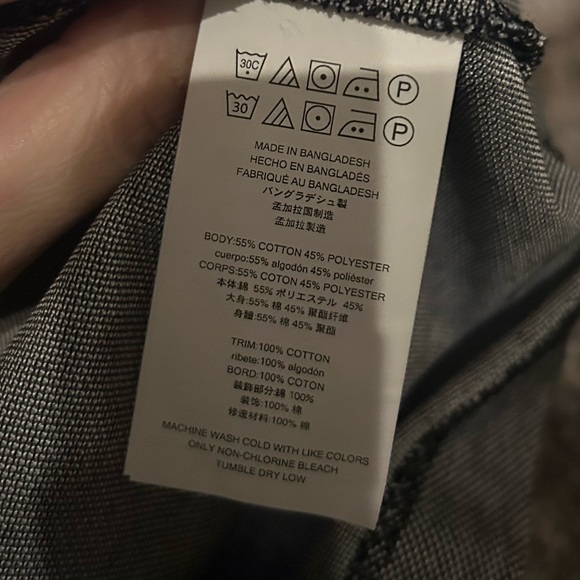 30C P
30 P
MADE IN BANGLADESH
HECHO EN BANGLADÉS
FABRIQUÉ AU BANGLADESH
バングラデシュ製
孟加拉国制造
孟加拉製造
BODY:55% COTTON 45% POLYESTER
cuerpo:55% algodón 45% poliéster
CORPS:55% COTON 45% POLYESTER
本体:綿 55% ポリエステル 45%
大身:55% 棉 45% 聚酯纤维
身體:55% 棉 45% 聚酯
TRIM:100% COTTON
ribete:100% algodón
BORD:100% COTON
装飾部分:綿 100%
装饰:100% 棉
修邊材料:100% 棉
MACHINE WASH COLD WITH LIKE COLORS
ONLY NON-CHLORINE BLEACH
TUMBLE DRY LOW